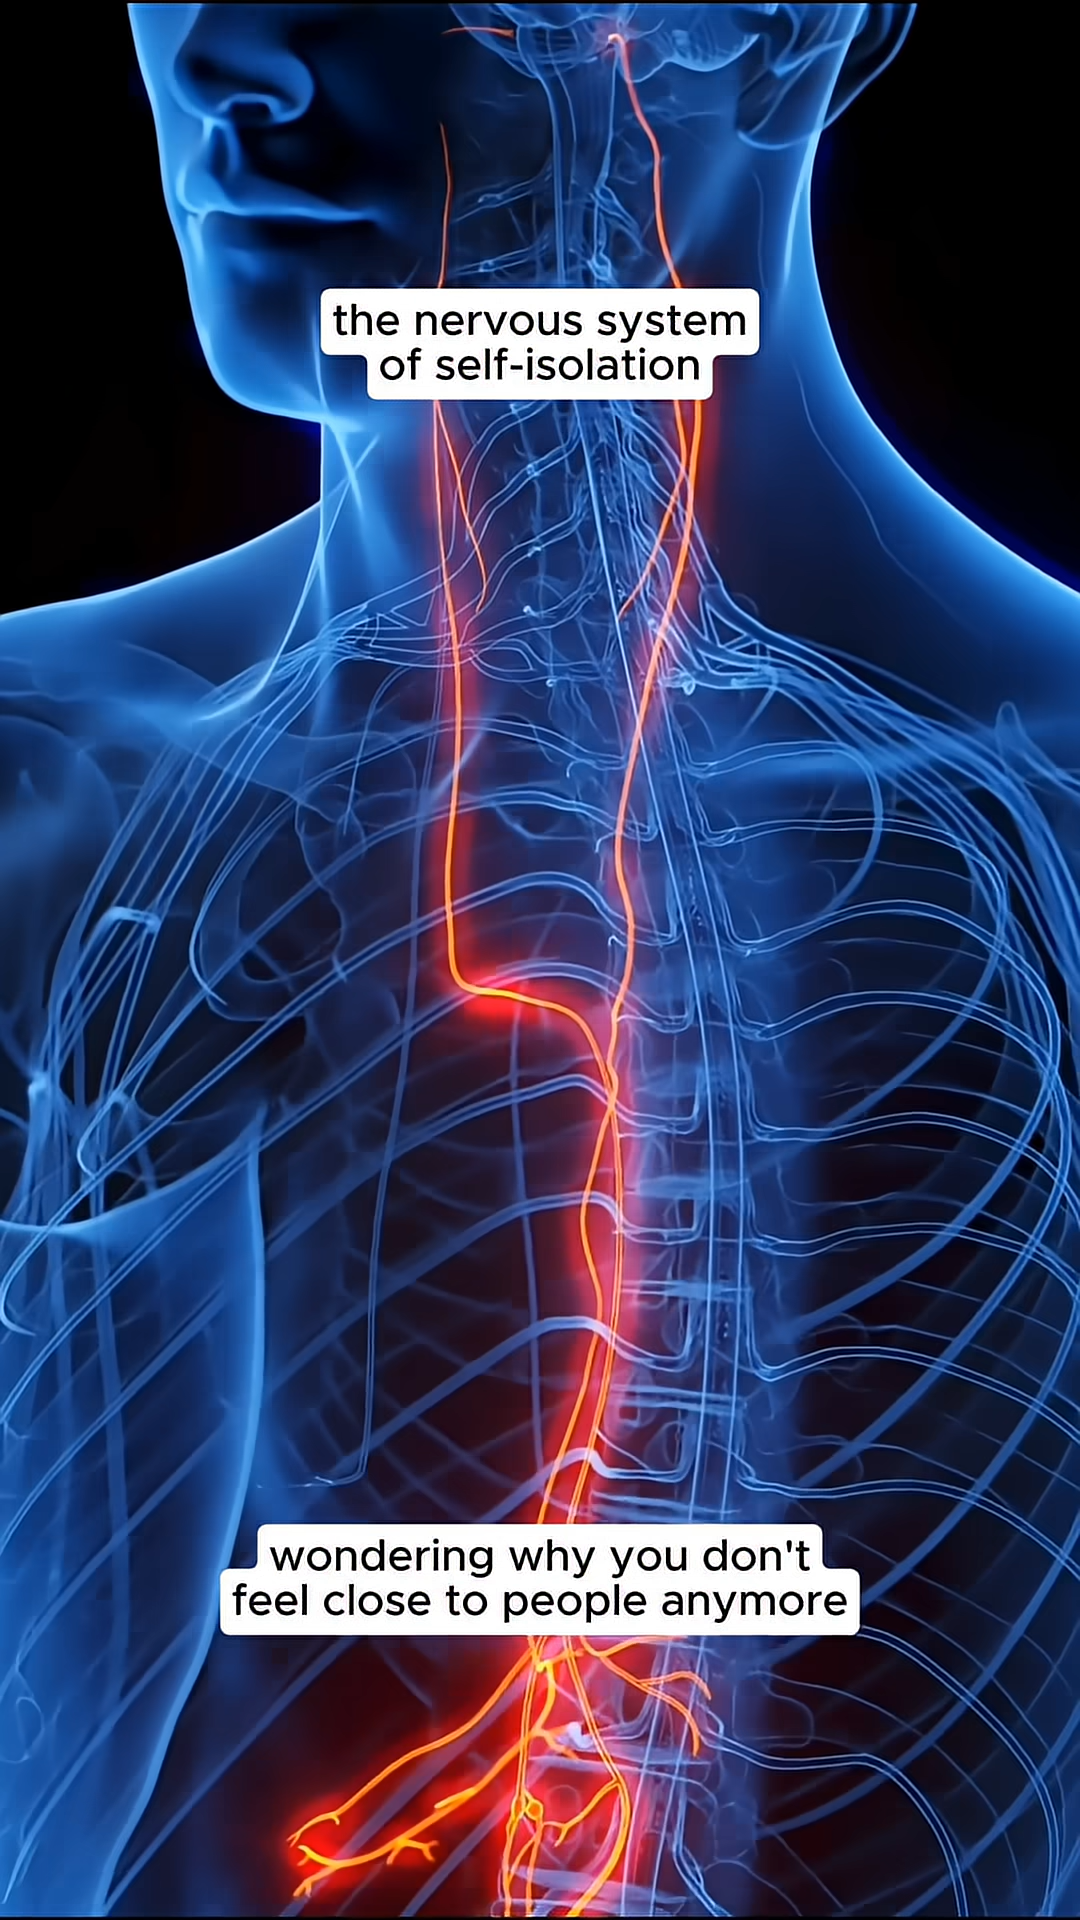 the nervous system
of self-isolation
wondering why you don't
feel close to people anymore